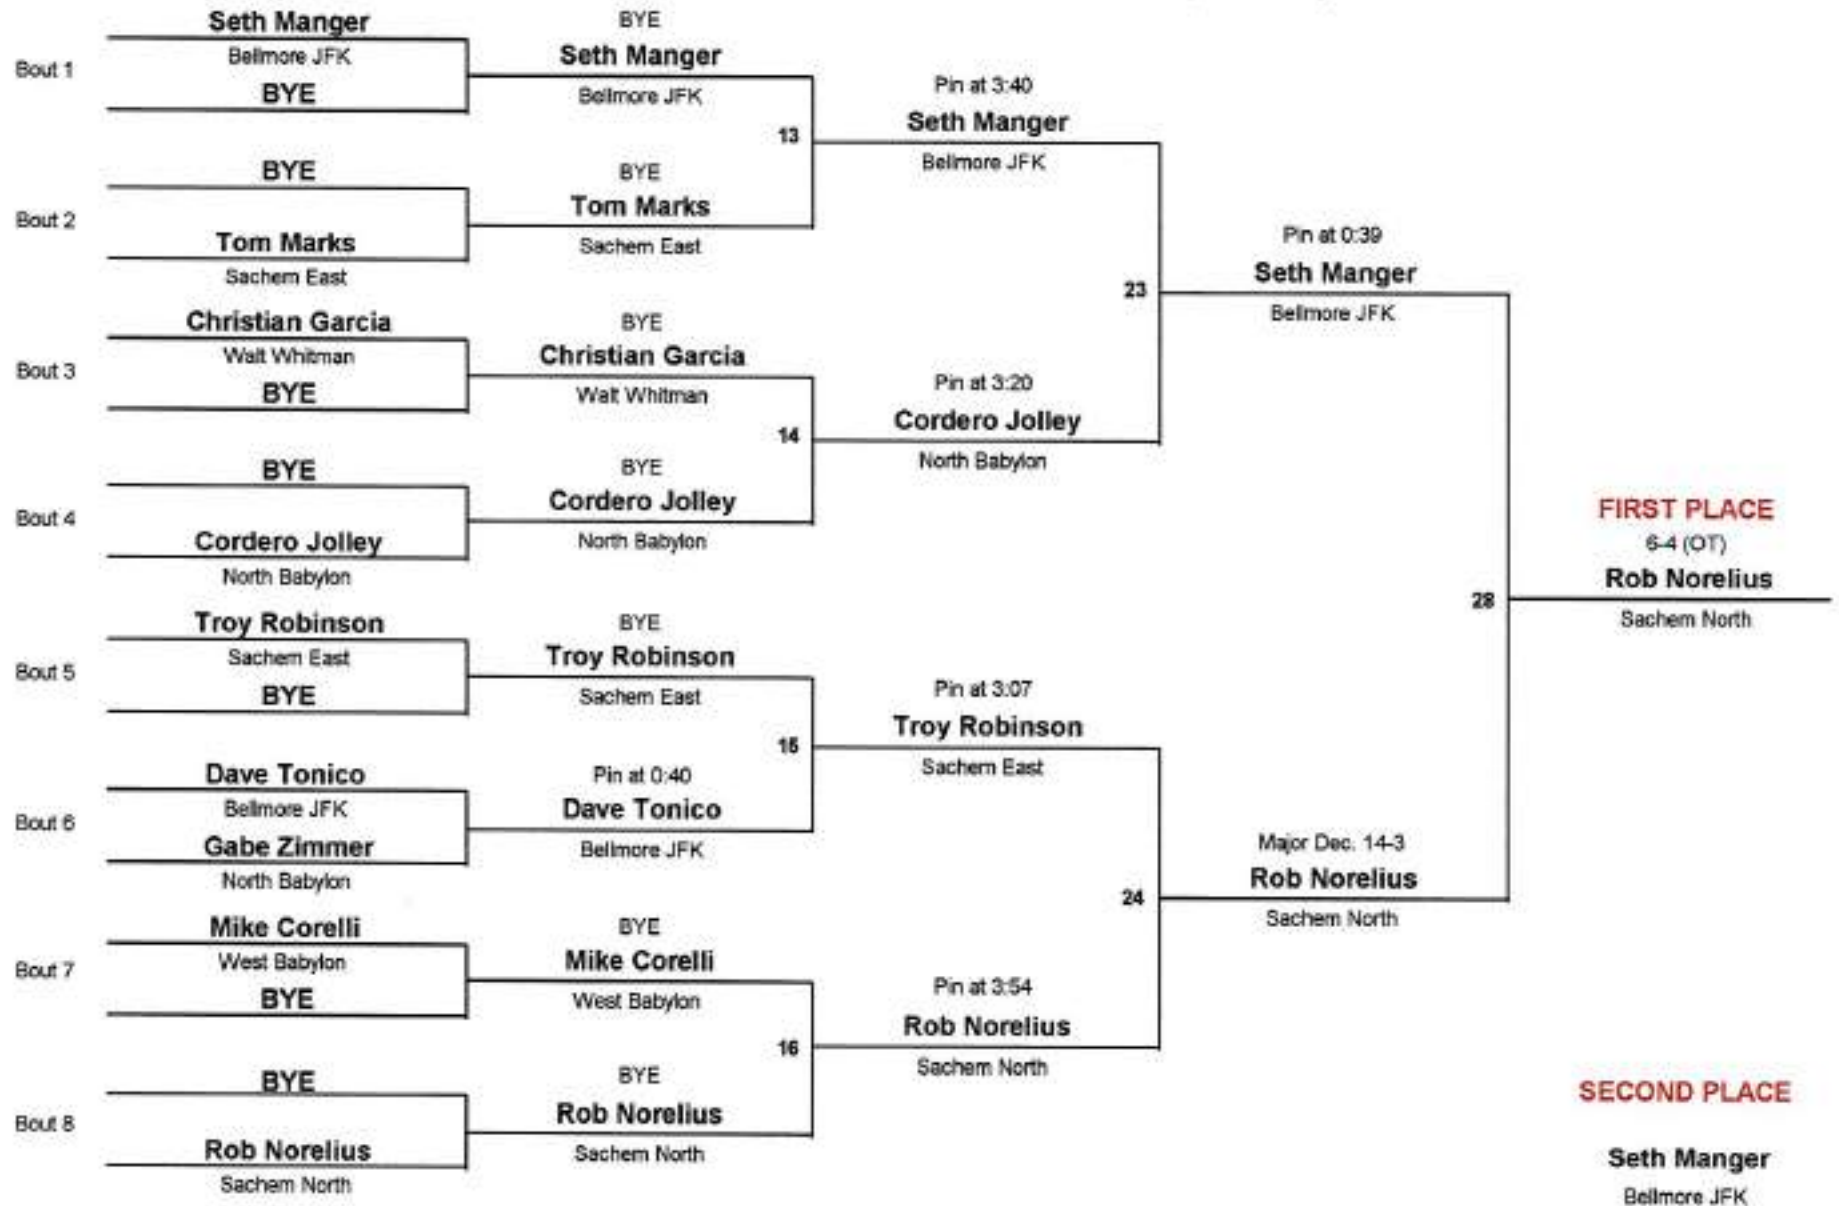 Seth Manger
Bellmore JFK
Bout 1
BYE
BYE
Seth Manger
Bellmore JFK
BYE
Bout 2
Tom Marks
Sachem East
BYE
Tom Marks
Sachem East
13
Pin at 3:40
Seth Manger
Bellmore JFK
Christian Garcia
Walt Whitman
Bout 3
BYE
BYE
Christian Garcia
Walt Whitman
BYE
Bout 4
Cordero Jolley
North Babylon
BYE
Cordero Jolley
North Babylon
14
Pin at 3:20
Cordero Jolley
North Babylon
23
Pin at 0:39
Seth Manger
Bellmore JFK
Troy Robinson
Sachem East
Bout 5
BYE
BYE
Troy Robinson
Sachem East
Dave Tonico
Bellmore JFK
Bout 6
Gabe Zimmer
North Babylon
Pin at 0:40
Dave Tonico
Bellmore JFK
15
Pin at 3:07
Troy Robinson
Sachem East
Mike Corelli
West Babylon
Bout 7
BYE
BYE
Mike Corelli
West Babylon
BYE
Bout 8
Rob Norelius
Sachem North
BYE
Rob Norelius
Sachem North
16
Pin at 3:54
Rob Norelius
Sachem North
24
Major Dec. 14-3
Rob Norelius
Sachem North
28
FIRST PLACE
6-4 (OT)
Rob Norelius
Sachem North
SECOND PLACE
Seth Manger
Bellmore JFK